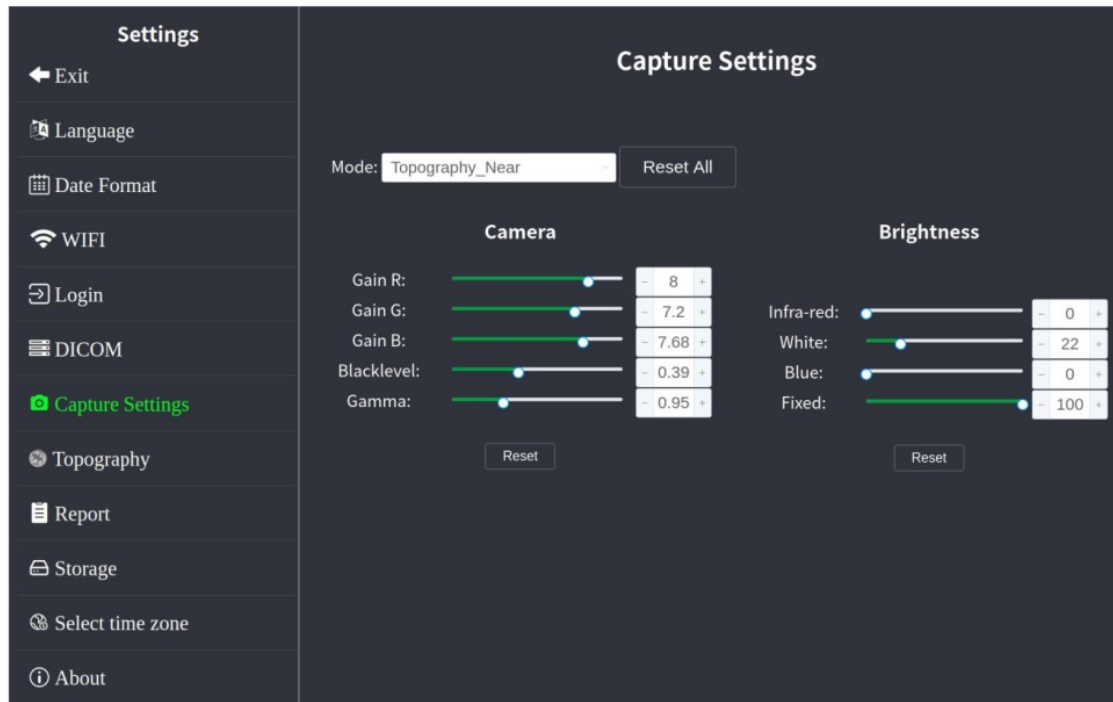 Settings
Exit
Language
Date Format
WIFI
Login
DICOM
Capture Settings
Topography
Report
Storage
Select time zone
About
Capture Settings
Mode: Topography_Near Reset All
Camera
Gain R: - 8 +
Gain G: - 7.2 +
Gain B: - 7.68 +
Blacklevel: - 0.39 +
Gamma: - 0.95 +
Reset
Brightness
Infra-red: - 0 +
White: - 22 +
Blue: - 0 +
Fixed: - 100 +
Reset